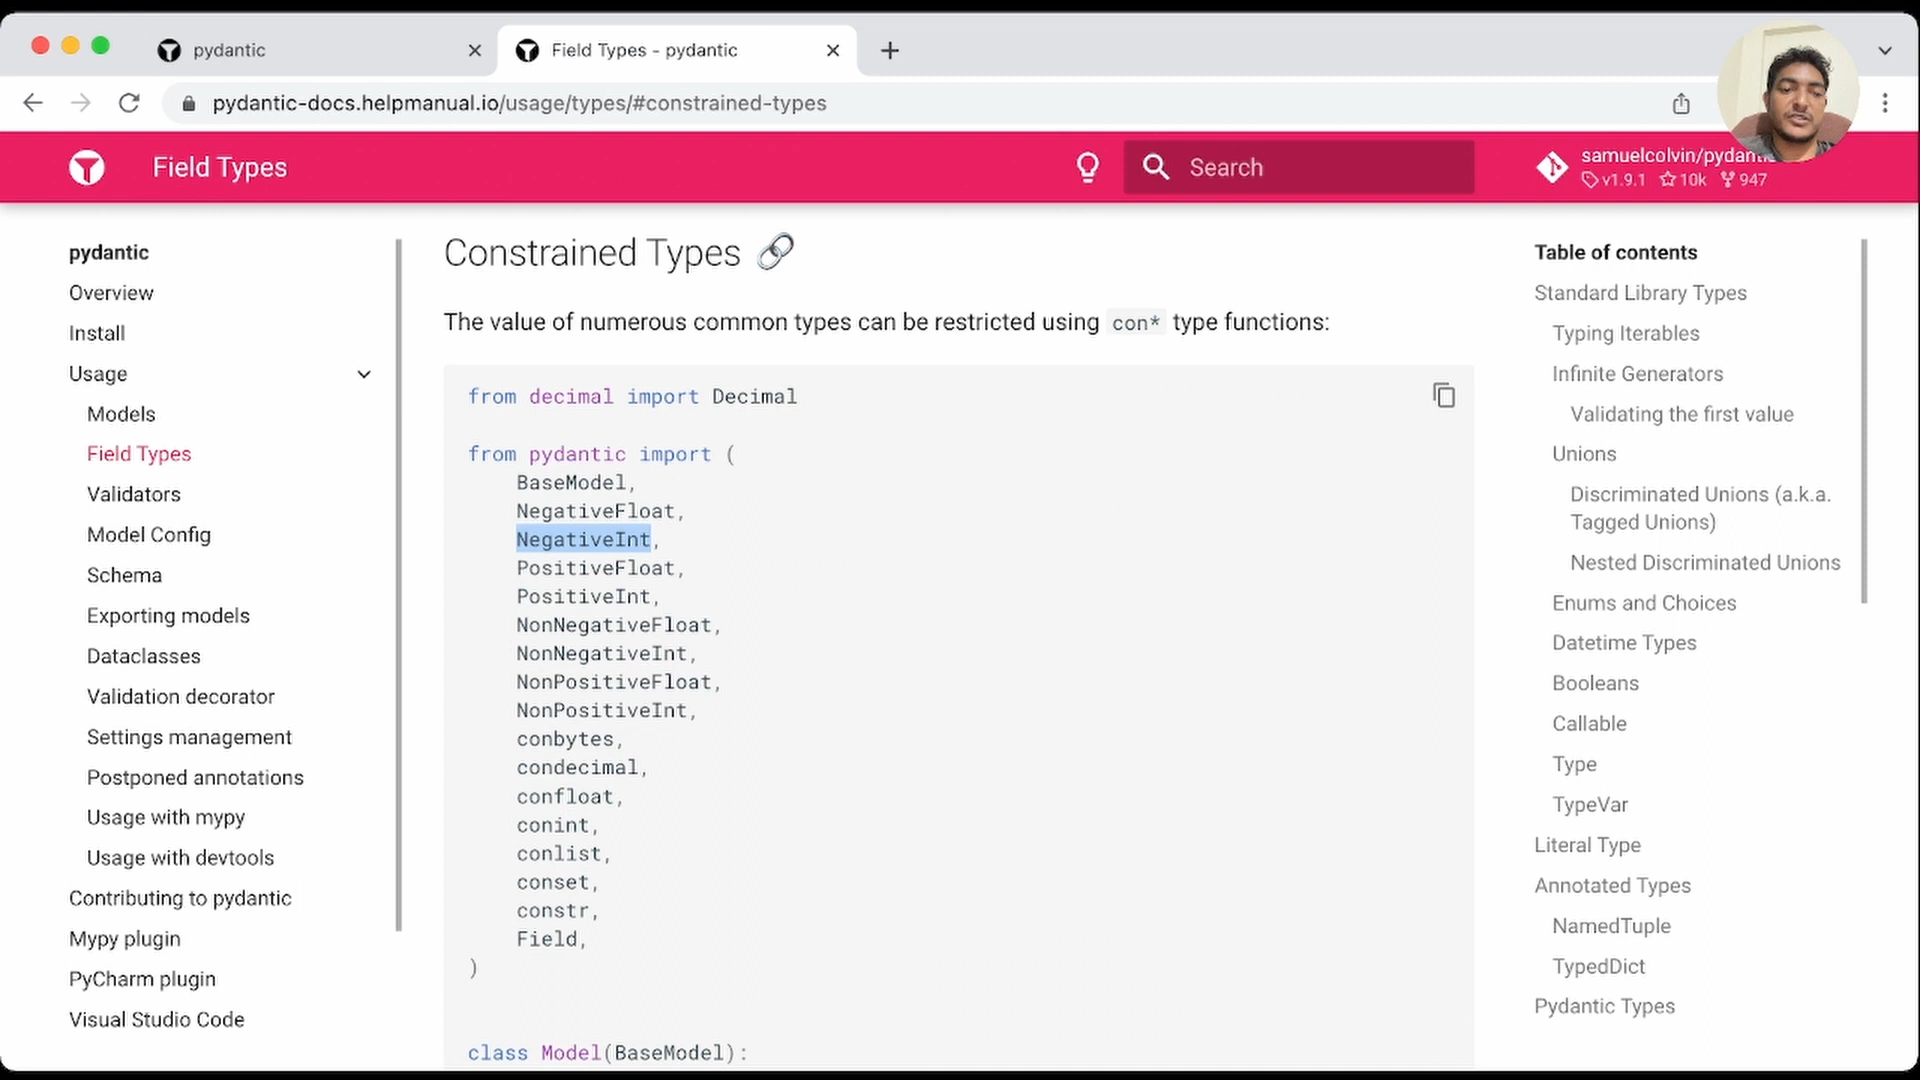 pydantic
Field Types - pydantic
pydantic-docs.helpmanual.io/usage/types/#constrained-types
Field Types
Search
samuelcolvin/pydantic
v1.9.1 10k 947
pydantic
Overview
Install
Usage
Models
Field Types
Validators
Model Config
Schema
Exporting models
Dataclasses
Validation decorator
Settings management
Postponed annotations
Usage with mypy
Usage with devtools
Contributing to pydantic
Mypy plugin
PyCharm plugin
Visual Studio Code
Constrained Types
The value of numerous common types can be restricted using con* type functions:
from decimal import Decimal
from pydantic import (
BaseModel,
NegativeFloat,
NegativeInt,
PositiveFloat,
PositiveInt,
NonNegativeFloat,
NonNegativeInt,
NonPositiveFloat,
NonPositiveInt,
conbytes,
condecimal,
confloat,
conint,
conlist,
conset,
constr,
Field,
)
class Model(BaseModel):
Table of contents
Standard Library Types
Typing Iterables
Infinite Generators
Validating the first value
Unions
Discriminated Unions (a.k.a.
Tagged Unions)
Nested Discriminated Unions
Enums and Choices
Datetime Types
Booleans
Callable
Type
TypeVar
Literal Type
Annotated Types
NamedTuple
TypedDict
Pydantic Types